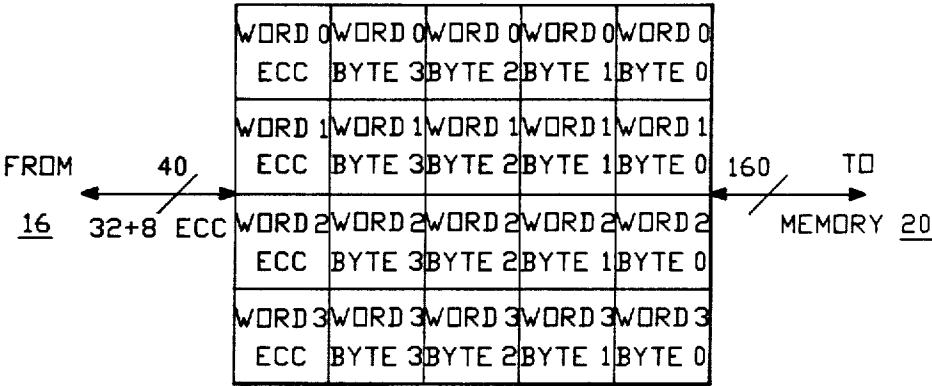 WORD 0 WORD 0 WORD 0 WORD 0 WORD 0
ECC BYTE 3 BYTE 2 BYTE 1 BYTE 0
WORD 1 WORD 1 WORD 1 WORD 1 WORD 1
ECC BYTE 3 BYTE 2 BYTE 1 BYTE 0
FROM 40 160 TO
16 32+8 ECC MEMORY 20
WORD 2 WORD 2 WORD 2 WORD 2 WORD 2
ECC BYTE 3 BYTE 2 BYTE 1 BYTE 0
WORD 3 WORD 3 WORD 3 WORD 3 WORD 3
ECC BYTE 3 BYTE 2 BYTE 1 BYTE 0